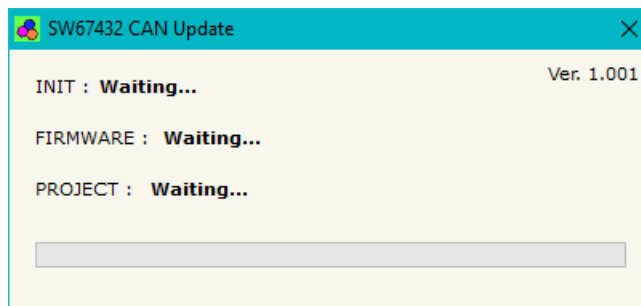 SW67432 CAN Update
Ver. 1.001
INIT : Waiting...
FIRMWARE : Waiting...
PROJECT : Waiting...